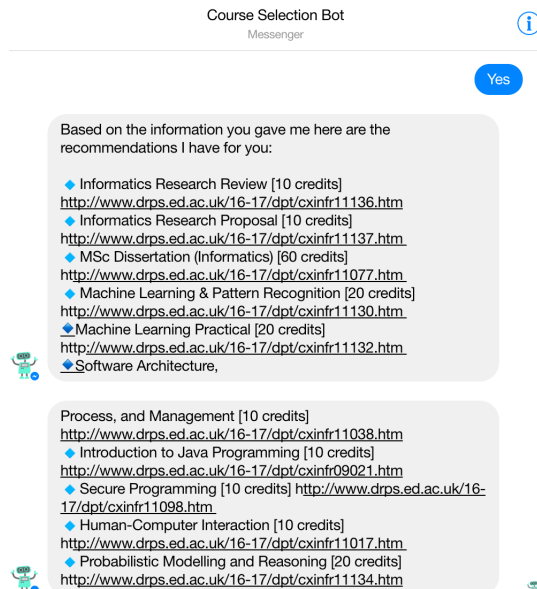 Course Selection Bot
Messenger
Yes
Based on the information you gave me here are the
recommendations I have for you:
🔹 Informatics Research Review [10 credits]
http://www.drps.ed.ac.uk/16-17/dpt/cxinfr11136.htm
🔹 Informatics Research Proposal [10 credits]
http://www.drps.ed.ac.uk/16-17/dpt/cxinfr11137.htm
🔹 MSc Dissertation (Informatics) [60 credits]
http://www.drps.ed.ac.uk/16-17/dpt/cxinfr11077.htm
🔹 Machine Learning & Pattern Recognition [20 credits]
http://www.drps.ed.ac.uk/16-17/dpt/cxinfr11130.htm
🔹Machine Learning Practical [20 credits]
http://www.drps.ed.ac.uk/16-17/dpt/cxinfr11132.htm
🔹Software Architecture,
Process, and Management [10 credits]
http://www.drps.ed.ac.uk/16-17/dpt/cxinfr11038.htm
🔹 Introduction to Java Programming [10 credits]
http://www.drps.ed.ac.uk/16-17/dpt/cxinfr09021.htm
🔹 Secure Programming [10 credits] http://www.drps.ed.ac.uk/16-
17/dpt/cxinfr11098.htm
🔹 Human-Computer Interaction [10 credits]
http://www.drps.ed.ac.uk/16-17/dpt/cxinfr11017.htm
🔹 Probabilistic Modelling and Reasoning [20 credits]
http://www.drps.ed.ac.uk/16-17/dpt/cxinfr11134.htm